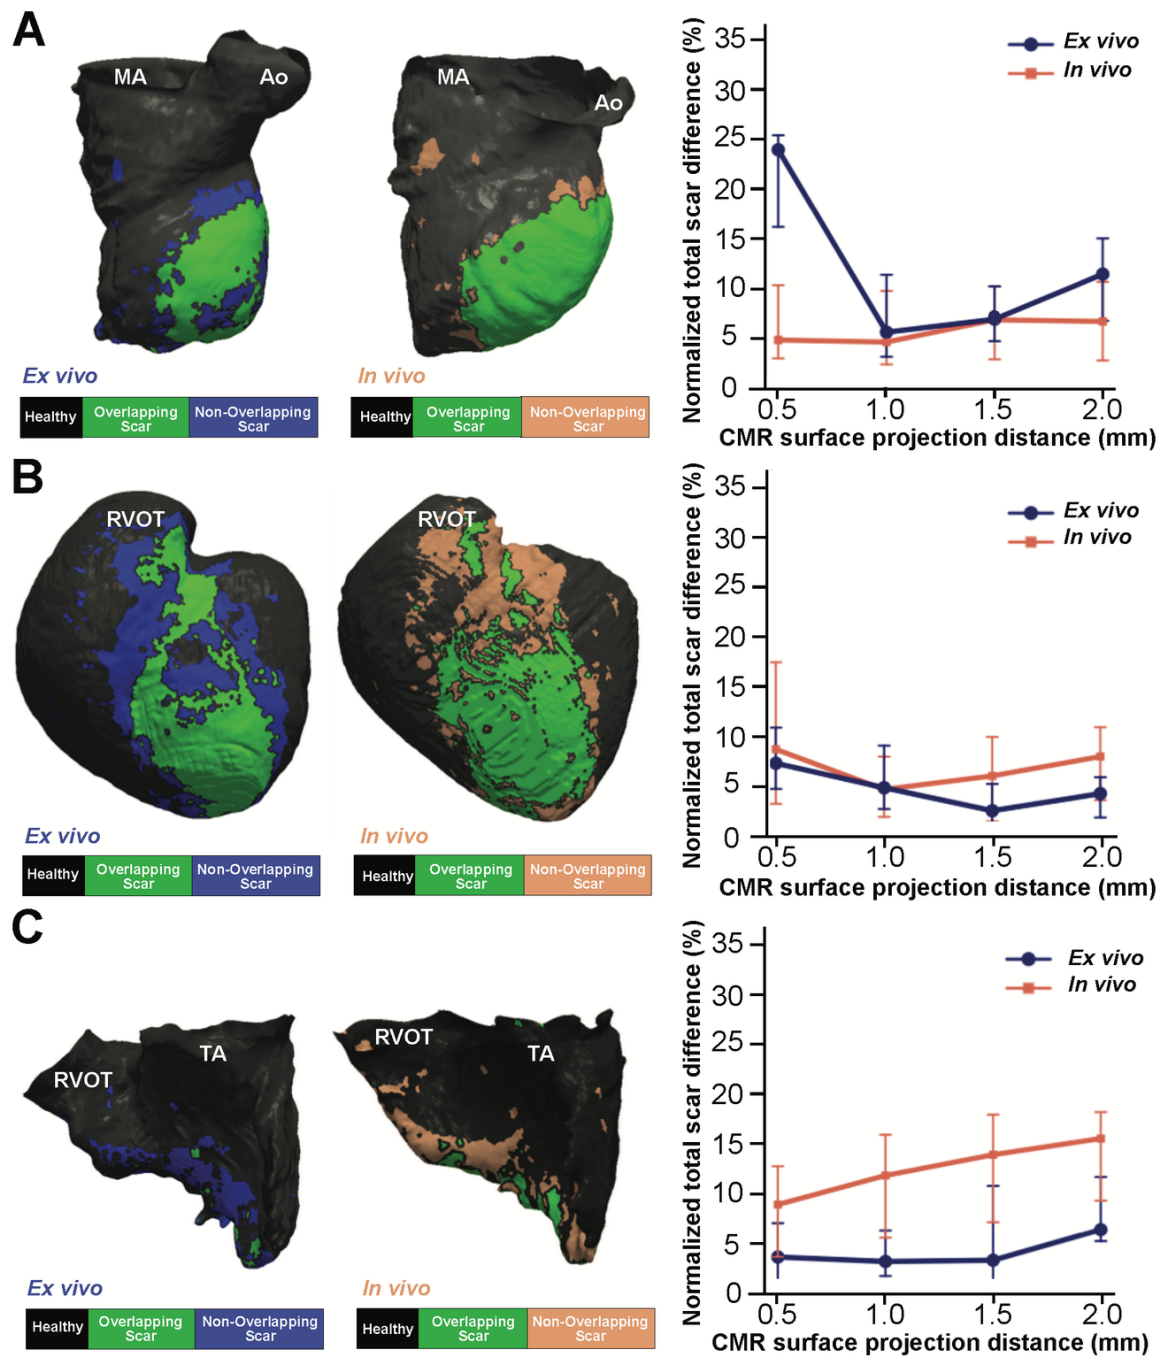 A
MA
Ao
MA
Ao
Ex vivo
Healthy
Overlapping
Scar
Non-Overlapping
Scar
In vivo
Healthy
Overlapping
Scar
Non-Overlapping
Scar
Normalized total scar difference (%)
35
30
25
20
15
10
5
0
0.5 1.0 1.5 2.0
CMR surface projection distance (mm)
Ex vivo
In vivo
B
RVOT
RVOT
Ex vivo
Healthy
Overlapping
Scar
Non-Overlapping
Scar
In vivo
Healthy
Overlapping
Scar
Non-Overlapping
Scar
Normalized total scar difference (%)
35
30
25
20
15
10
5
0
0.5 1.0 1.5 2.0
CMR surface projection distance (mm)
Ex vivo
In vivo
C
RVOT
TA
RVOT
TA
Ex vivo
Healthy
Overlapping
Scar
Non-Overlapping
Scar
In vivo
Healthy
Overlapping
Scar
Non-Overlapping
Scar
Normalized total scar difference (%)
35
30
25
20
15
10
5
0
0.5 1.0 1.5 2.0
CMR surface projection distance (mm)
Ex vivo
In vivo